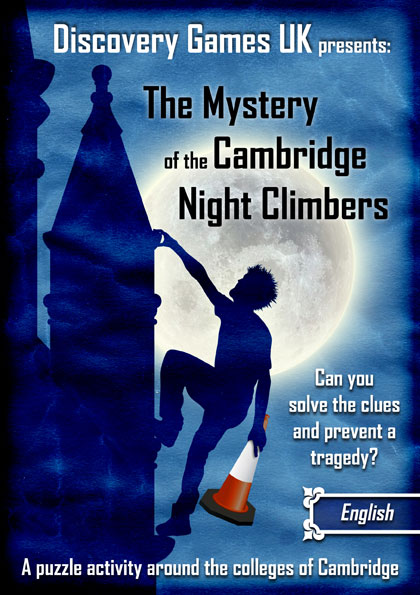 Discovery Games UK presents:
The Mystery
of the Cambridge
Night Climbers
Can you
solve the clues
and prevent a
tragedy?
English
A puzzle activity around the colleges of Cambridge